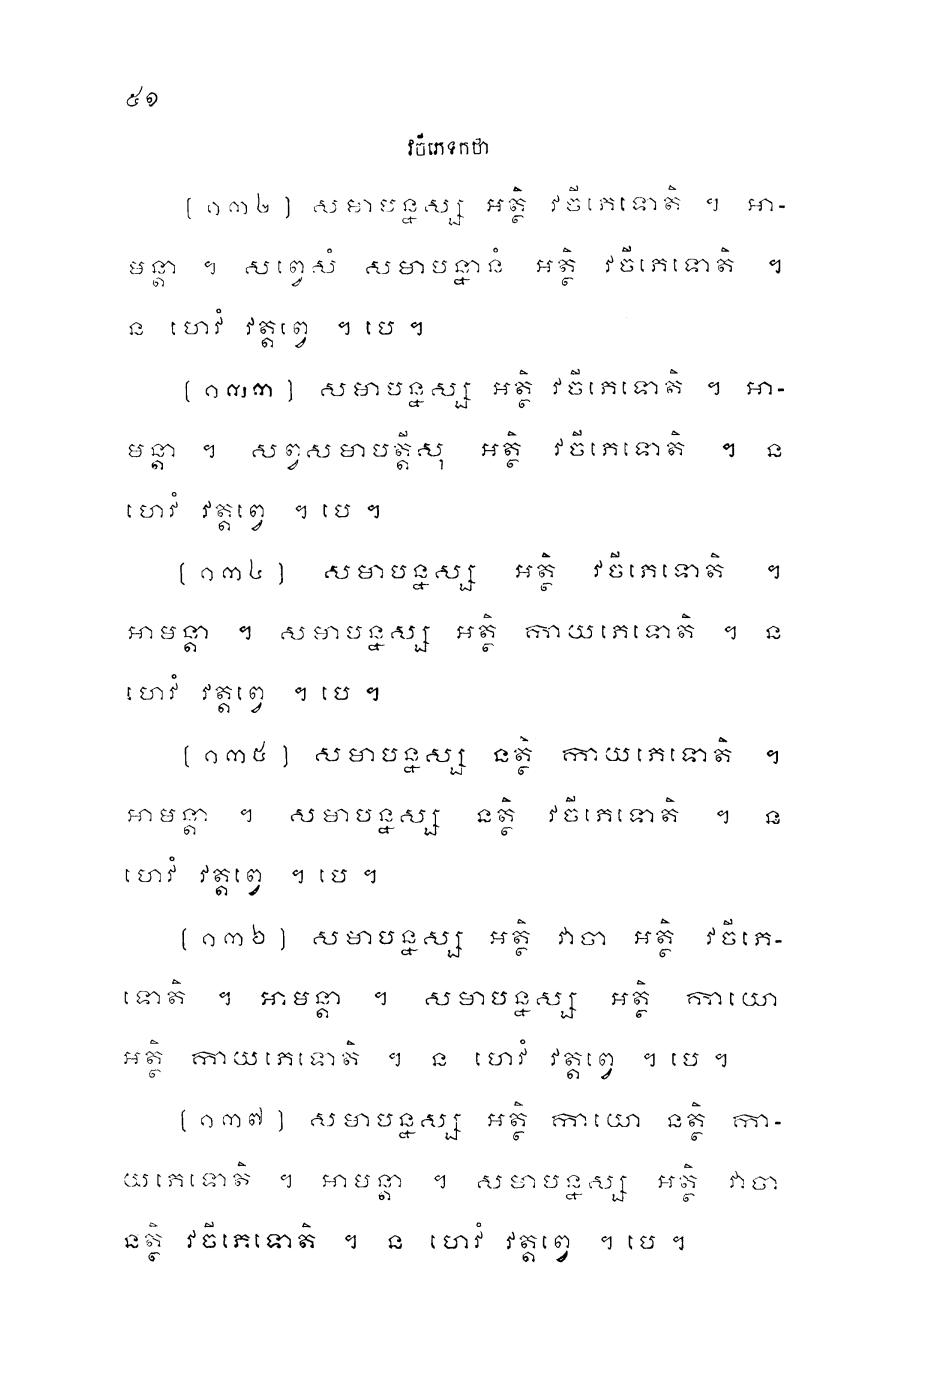 ៥១
វចីភេទកថា
[ ១៣២ ] សមាបន្នស្ស អត្ថិ វចីភេទោតិ ។ អា-
មន្តា ។ សព្វេសំ សមាបន្នានំ អត្ថិ វចីភេទោតិ ។
ន ហេវំ វត្តព្វេ ។ បេ ។
[ ១៣៣ ] សមាបន្នស្ស អត្ថិ វចីភេទោតិ ។ អា-
មន្តា ។ សព្វសមាបត្តីសុ អត្ថិ វចីភេទោតិ ។ ន
ហេវំ វត្តព្វេ ។ បេ ។
[ ១៣៤ ] សមាបន្នស្ស អត្ថិ វចីភេទោតិ ។
អាមន្តា ។ សមាបន្នស្ស អត្ថិ កាយភេទោតិ ។ ន
ហេវំ វត្តព្វេ ។ បេ ។
[ ១៣៥ ] សមាបន្នស្ស នត្ថិ កាយភេទោតិ ។
អាមន្តា ។ សមាបន្នស្ស នត្ថិ វចីភេទោតិ ។ ន
ហេវំ វត្តព្វេ ។ បេ ។
[ ១៣៦ ] សមាបន្នស្ស អត្ថិ វាចា អត្ថិ វចីភេ-
ទោតិ ។ អាមន្តា ។ សមាបន្នស្ស អត្ថិ កាយោ
អត្ថិ កាយភេទោតិ ។ ន ហេវំ វត្តព្វេ ។ បេ ។
[ ១៣៧ ] សមាបន្នស្ស អត្ថិ កាយោ នត្ថិ កា-
យភេទោតិ ។ អាមន្តា ។ សមាបន្នស្ស អត្ថិ វាចា
នត្ថិ វចីភេទោតិ ។ ន ហេវំ វត្តព្វេ ។ បេ ។